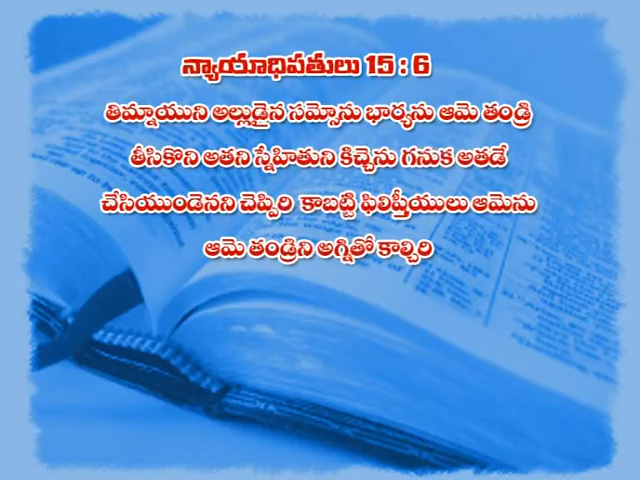 న్యాయాధిపతులు 15 : 6
తిమ్నాయుని అల్లుడైన సమ్సోను భార్యను ఆమె తండ్రి
తీసికొని అతని స్నేహితుని కిచ్చెను గనుక అతడే
చేసియుండెనని చెప్పిరి కాబట్టి ఫిలిష్తీయులు ఆమెను
ఆమె తండ్రిని అగ్నితో కాల్చిరి